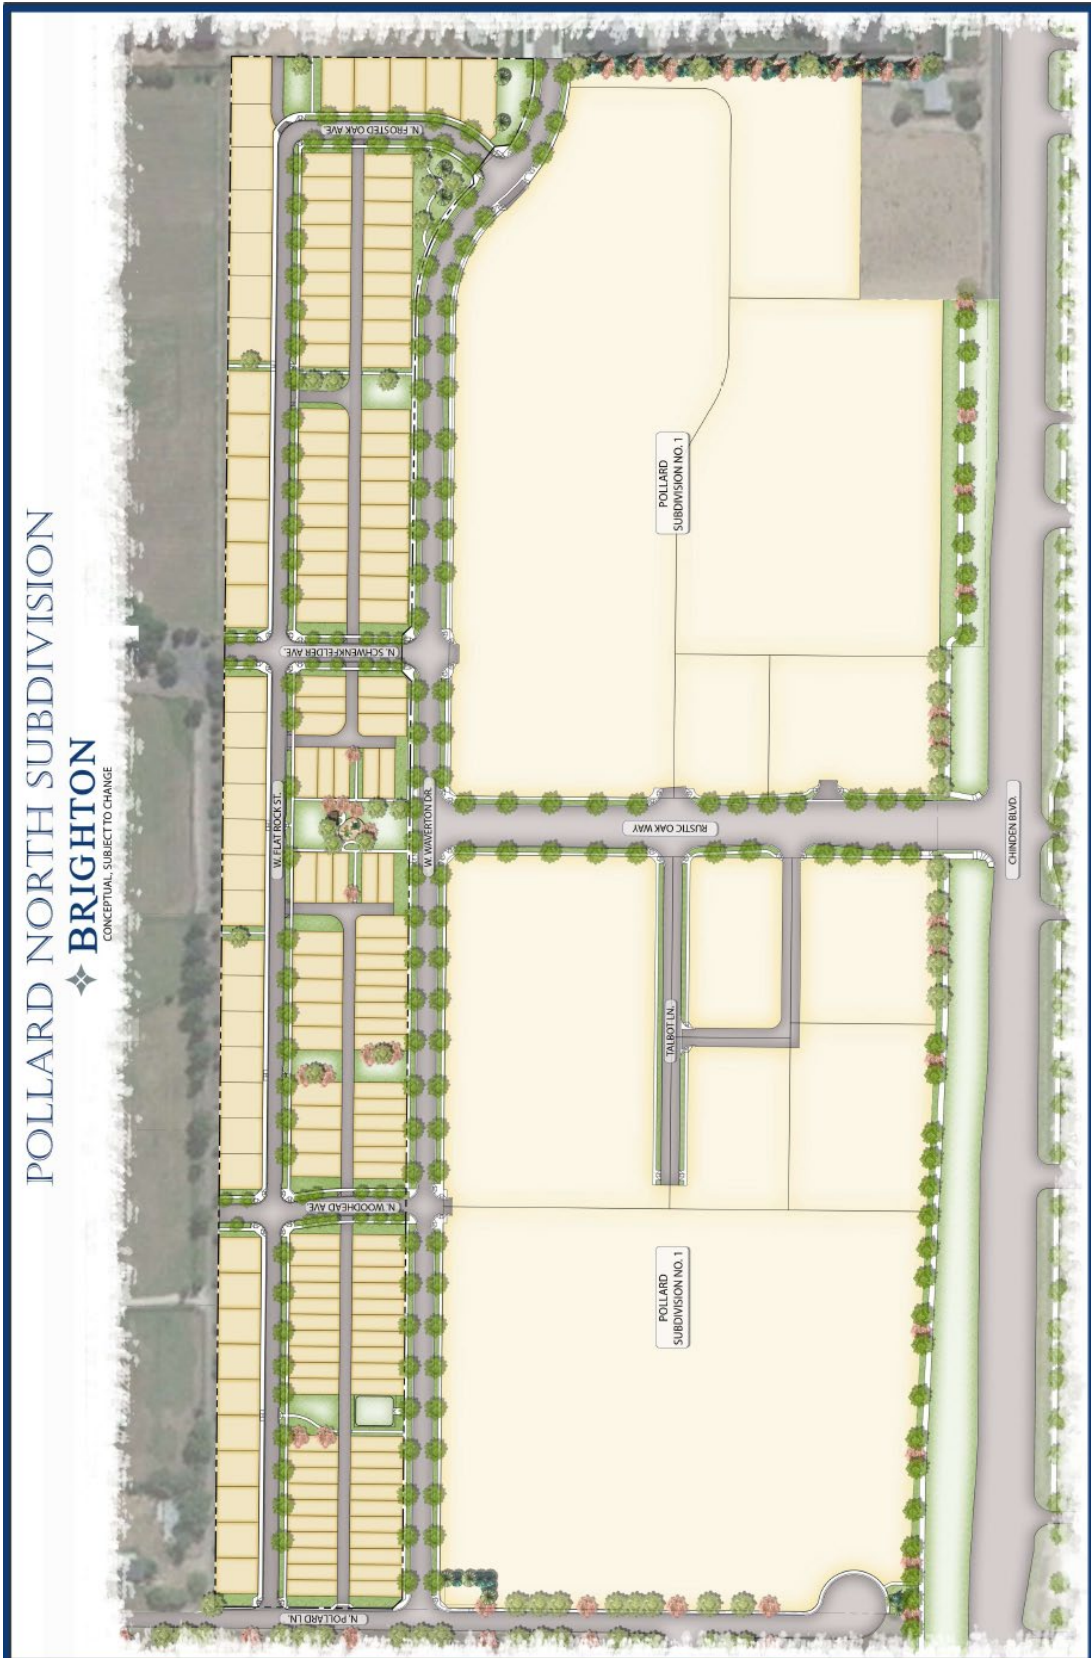 POLLARD NORTH SUBDIVISION
BRIGHTON
CONCEPTUAL, SUBJECT TO CHANGE
N. FROSTED OAK AVE.
N. SCHWENKFELDER AVE.
W. FLAT ROCK ST.
W. WAVERTON DR.
N. WOODHEAD AVE
N. POLLARD LN.
POLLARD
SUBDIVISION NO. 1
RUSTIC OAK WAY
TALBOT LN.
POLLARD
SUBDIVISION NO. 1
CHINDEN BLVD.